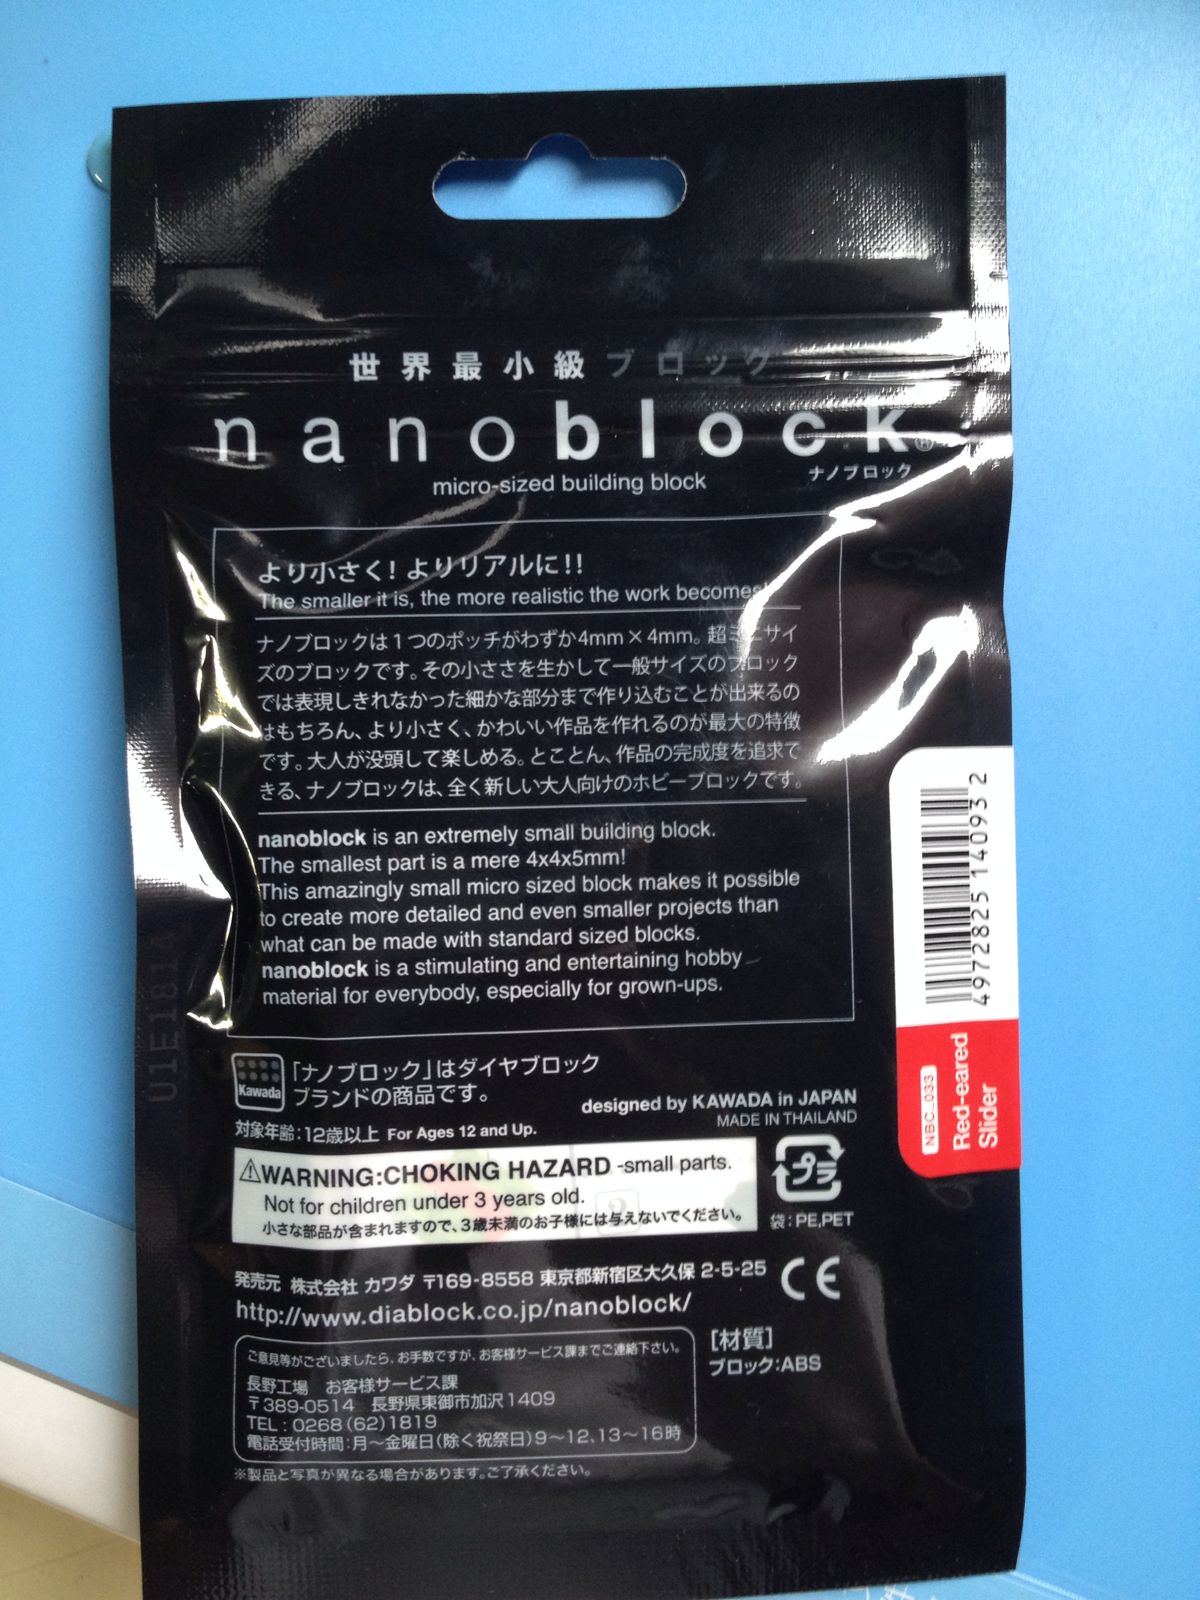 世界最小級ブロック
nanoblock®
ナノブロック
micro-sized building block
より小さく! よりリアルに!!
The smaller it is, the more realistic the work becomes!
ナノブロックは1つのポッチがわずか4mm×4mm。超ミニサイ
ズのブロックです。その小ささを生かして一般サイズのブロック
では表現しきれなかった細かな部分まで作り込むことが出来るの
はもちろん、より小さく、かわいい作品を作れるのが最大の特徴
です。大人が没頭して楽しめる。とことん、作品の完成度を追求で
きる、ナノブロックは、全く新しい大人向けのホビーブロックです。
nanoblock is an extremely small building block.
The smallest part is a mere 4x4x5mm!
This amazingly small micro sized block makes it possible
to create more detailed and even smaller projects than
what can be made with standard sized blocks.
nanoblock is a stimulating and entertaining hobby
material for everybody, especially for grown-ups.
4972825140932
NBC_033
Red-eared
Slider
U1E1814
Kawada
「ナノブロック」はダイヤブロック
ブランドの商品です。
designed by KAWADA in JAPAN
MADE IN THAILAND
対象年齢:12歳以上 For Ages 12 and Up.
⚠WARNING:CHOKING HAZARD -small parts.
Not for children under 3 years old.
小さな部品が含まれますので、3歳未満のお子様には与えないでください。
プラ
袋:PE,PET
発売元 株式会社 カワダ 〒169-8558 東京都新宿区大久保 2-5-25
http://www.diablock.co.jp/nanoblock/
CE
ご意見等がございましたら、お手数ですが、お客様サービス課までご連絡下さい。
長野工場 お客様サービス課
〒389-0514 長野県東御市加沢1409
TEL:0268(62)1819
電話受付時間:月～金曜日(除く祝祭日)9～12、13～16時
[材質]
ブロック:ABS
※製品と写真が異なる場合があります。ご了承ください。